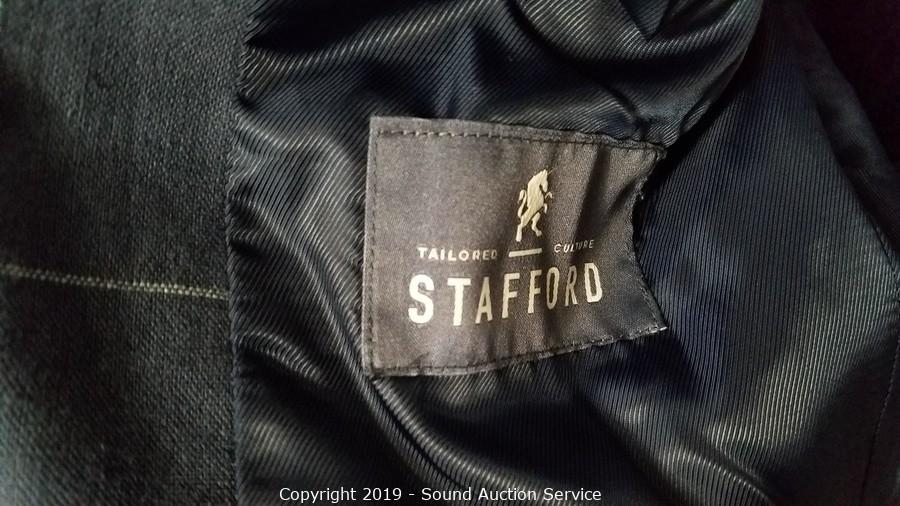 TAILORED CULTURE
STAFFORD
Copyright 2019 - Sound Auction Service